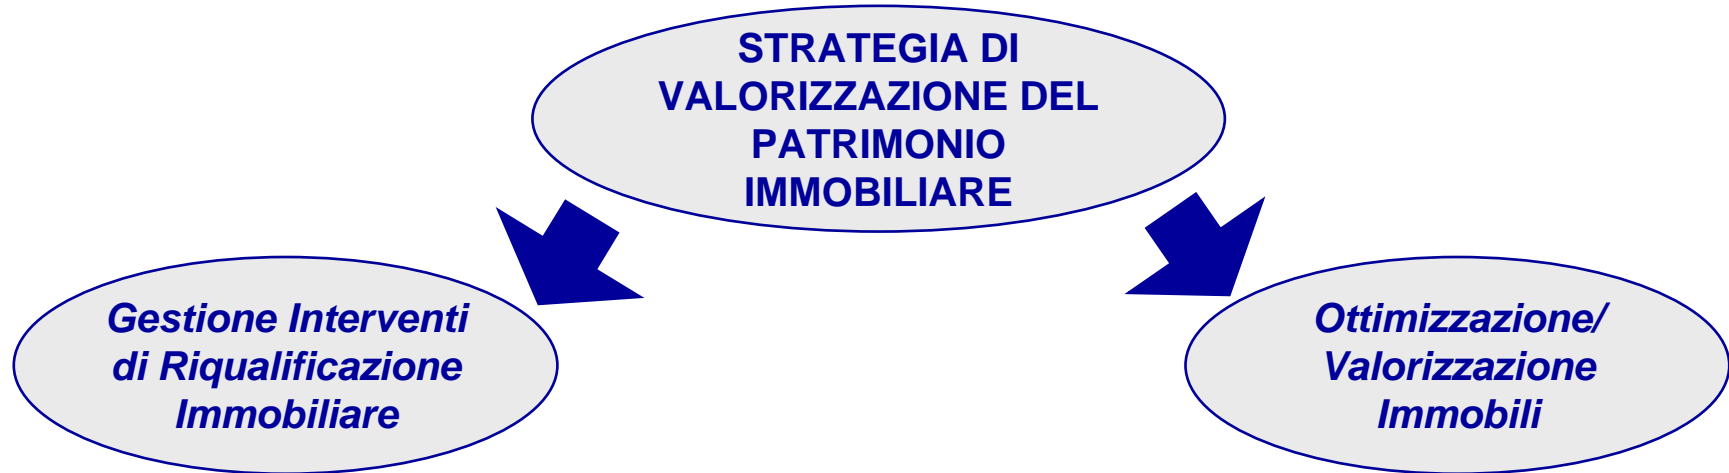 STRATEGIA DI
VALORIZZAZIONE DEL
PATRIMONIO
IMMOBILIARE
Gestione Interventi
di Riqualificazione
Immobiliare
Ottimizzazione/
Valorizzazione
Immobili